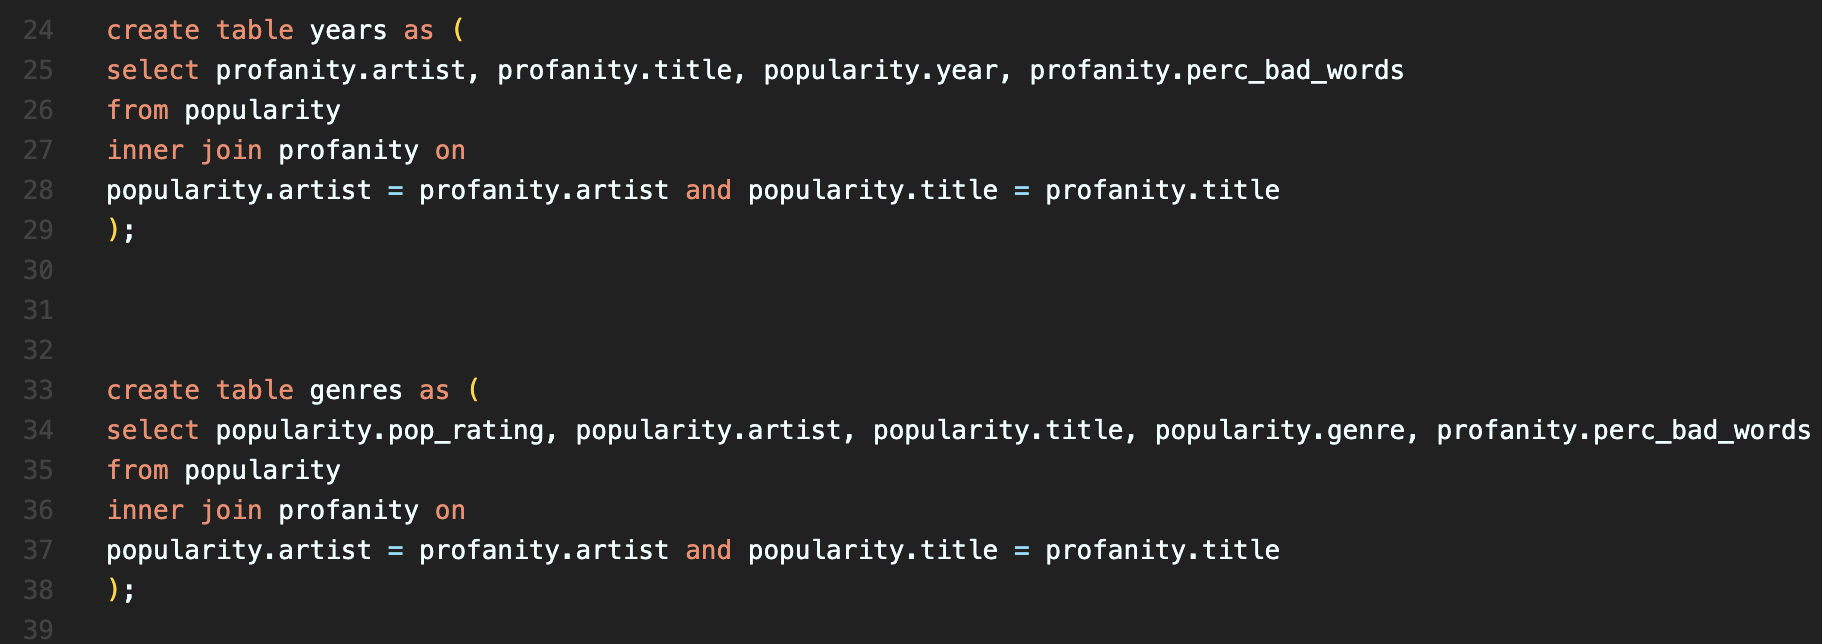 24 create table years as (
25 select profanity.artist, profanity.title, popularity.year, profanity.perc_bad_words
26 from popularity
27 inner join profanity on
28 popularity.artist = profanity.artist and popularity.title = profanity.title
29 );
30
31
32
33 create table genres as (
34 select popularity.pop_rating, popularity.artist, popularity.title, popularity.genre, profanity.perc_bad_words
35 from popularity
36 inner join profanity on
37 popularity.artist = profanity.artist and popularity.title = profanity.title
38 );
39